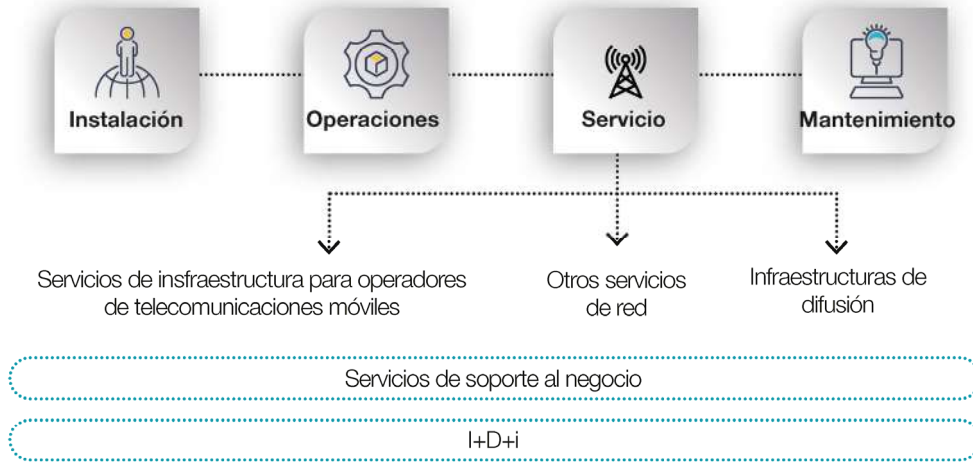 Instalación
Operaciones
Servicio
Mantenimiento
Servicios de insfraestructura para operadores
de telecomunicaciones móviles
Otros servicios
de red
Infraestructuras de
difusión
Servicios de soporte al negocio
I+D+i